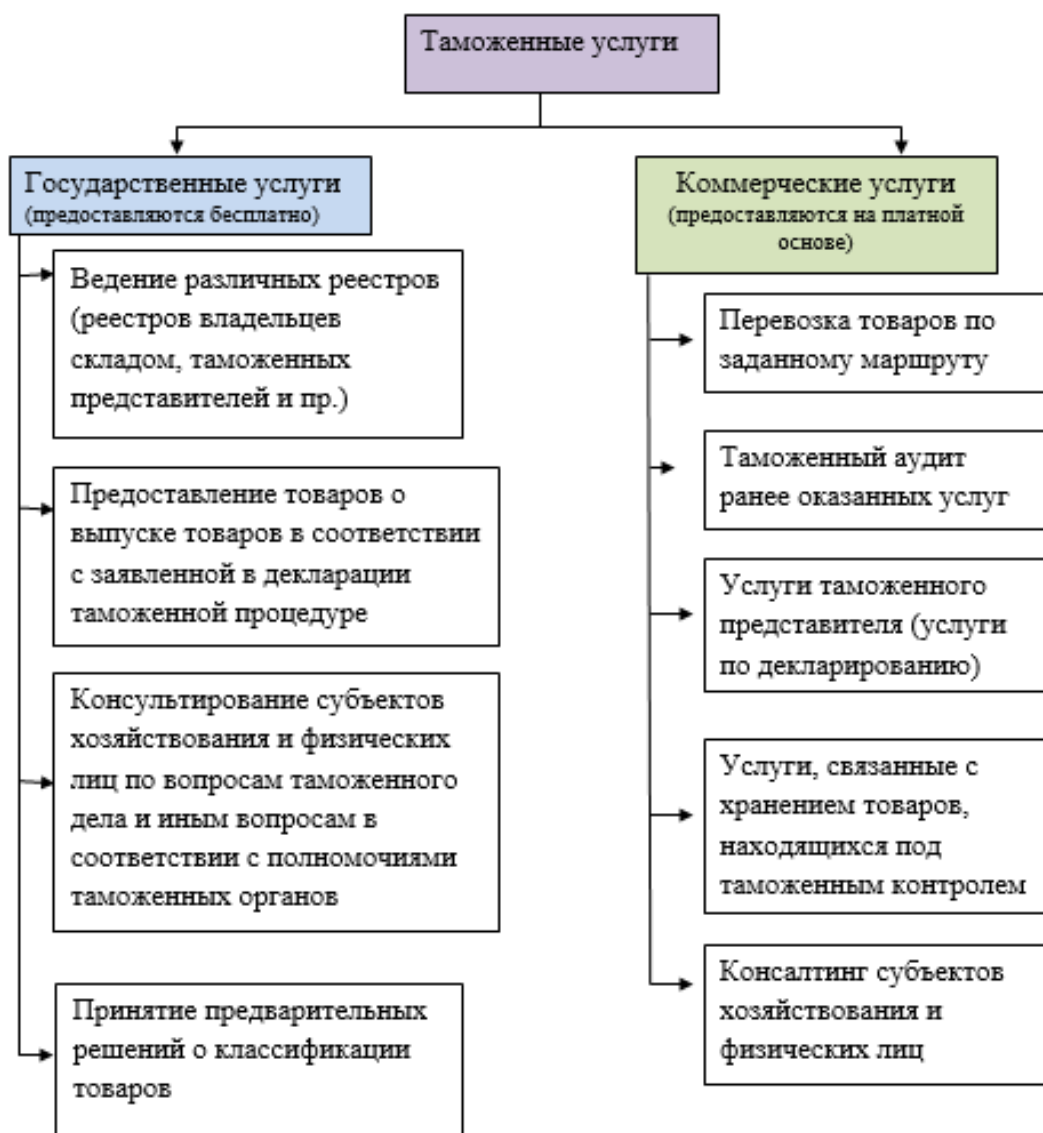 Таможенные услуги
Государственные услуги
(предоставляются бесплатно)
Ведение различных реестров
(реестров владельцев
складом, таможенных
представителей и пр.)
Предоставление товаров о
выпуске товаров в соответствии
с заявленной в декларации
таможенной процедуре
Консультирование субъектов
хозяйствования и физических
лиц по вопросам таможенного
дела и иным вопросам в
соответствии с полномочиями
таможенных органов
Принятие предварительных
решений о классификации
товаров
Коммерческие услуги
(предоставляются на платной
основе)
Перевозка товаров по
заданному маршруту
Таможенный аудит
ранее оказанных услуг
Услуги таможенного
представителя (услуги
по декларированию)
Услуги, связанные с
хранением товаров,
находящихся под
таможенным контролем
Консалтинг субъектов
хозяйствования и
физических лиц